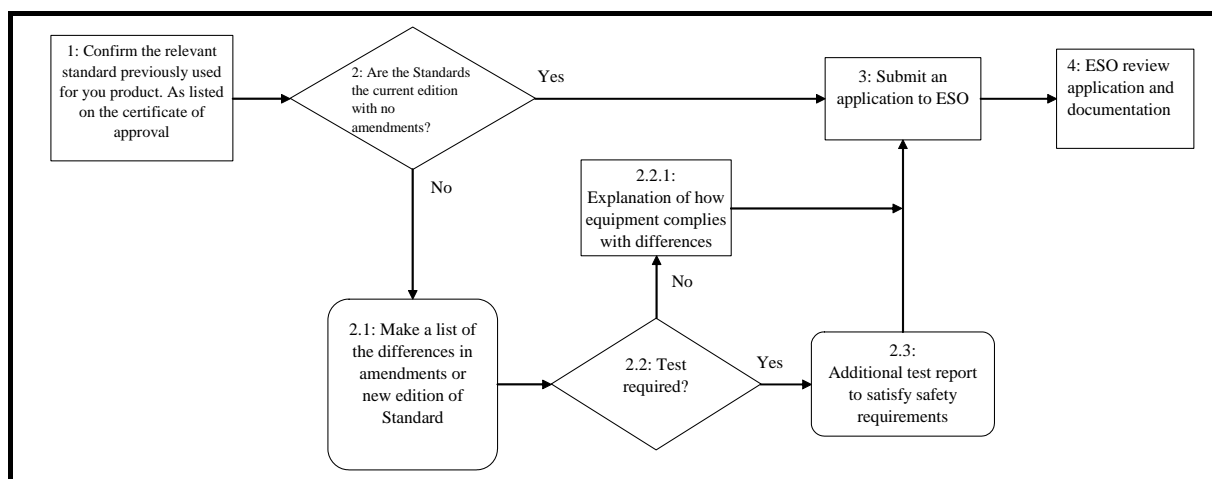 1: Confirm the relevant
standard previously used
for you product. As listed
on the certificate of
approval
2: Are the Standards
the current edition
with no
amendments?
Yes
3: Submit an
application to ESO
4: ESO review
application and
documentation
No
2.2.1:
Explanation of how
equipment complies
with differences
No
2.1: Make a list of
the differences in
amendments or
new edition of
Standard
2.2: Test
required?
Yes
2.3:
Additional test report
to satisfy safety
requirements